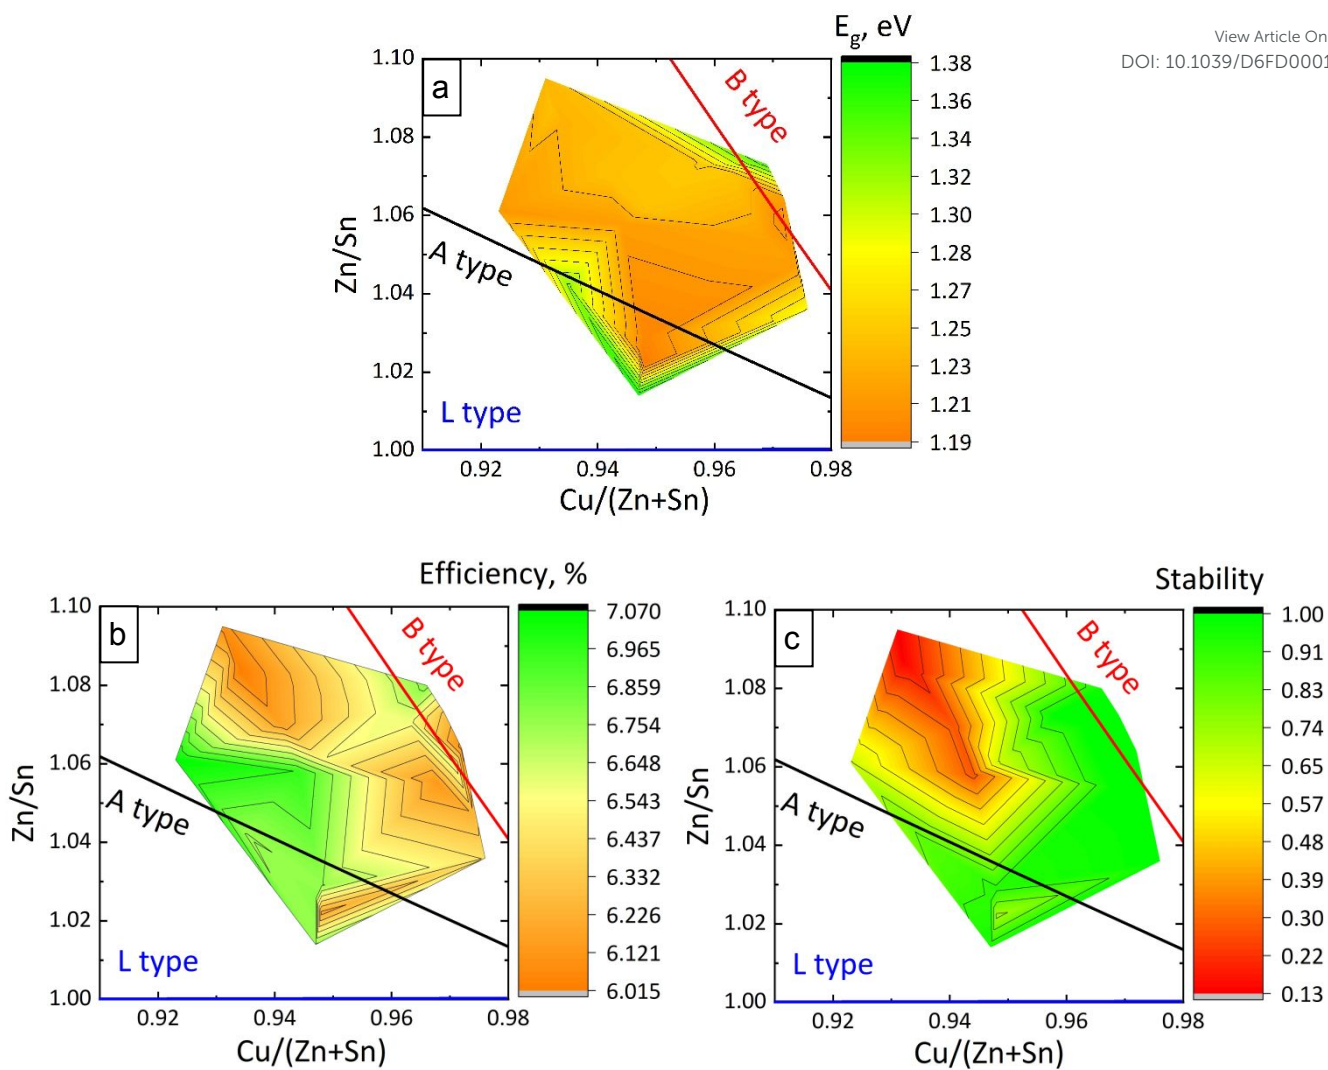 View Article On
DOI: 10.1039/D6FD0001
E_g, eV
a
B type
A type
L type
1.10
1.08
1.06
1.04
1.02
1.00
Zn/Sn
0.92 0.94 0.96 0.98
Cu/(Zn+Sn)
1.38
1.36
1.34
1.32
1.30
1.28
1.27
1.25
1.23
1.21
1.19
Efficiency, %
b
B type
A type
L type
1.10
1.08
1.06
1.04
1.02
1.00
Zn/Sn
0.92 0.94 0.96 0.98
Cu/(Zn+Sn)
7.070
6.965
6.859
6.754
6.648
6.543
6.437
6.332
6.226
6.121
6.015
Stability
c
B type
A type
L type
1.10
1.08
1.06
1.04
1.02
1.00
Zn/Sn
0.92 0.94 0.96 0.98
Cu/(Zn+Sn)
1.00
0.91
0.83
0.74
0.65
0.57
0.48
0.39
0.30
0.22
0.13